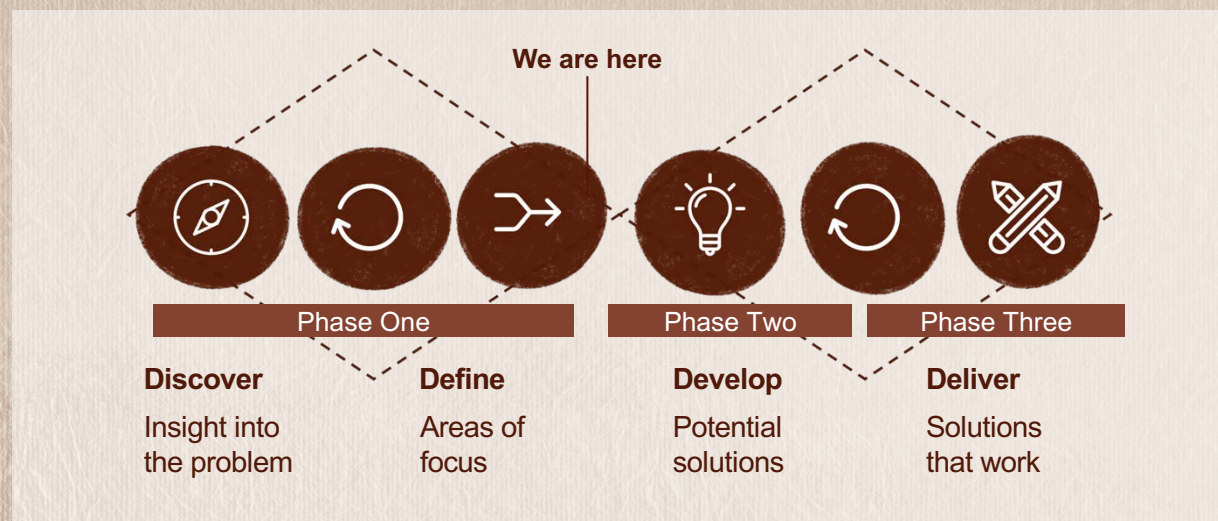 We are here
Phase One
Phase Two
Phase Three
Discover
Insight into
the problem
Define
Areas of
focus
Develop
Potential
solutions
Deliver
Solutions
that work